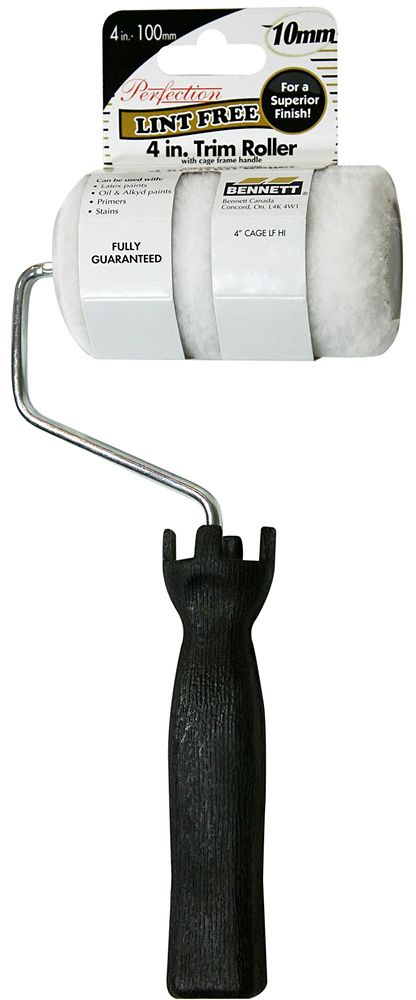 4 in.- 100mm
10mm
Perfection
LINT FREE
For a
Superior
Finish!
4 in. Trim Roller
with cage frame handle
Can be used with:
• Latex paints
• Oil & Alkyd paints
• Primers
• Stains
FULLY
GUARANTEED
BENNETT
Bennett Canada
Concord, On. L4K 4W1
4" CAGE LF HI